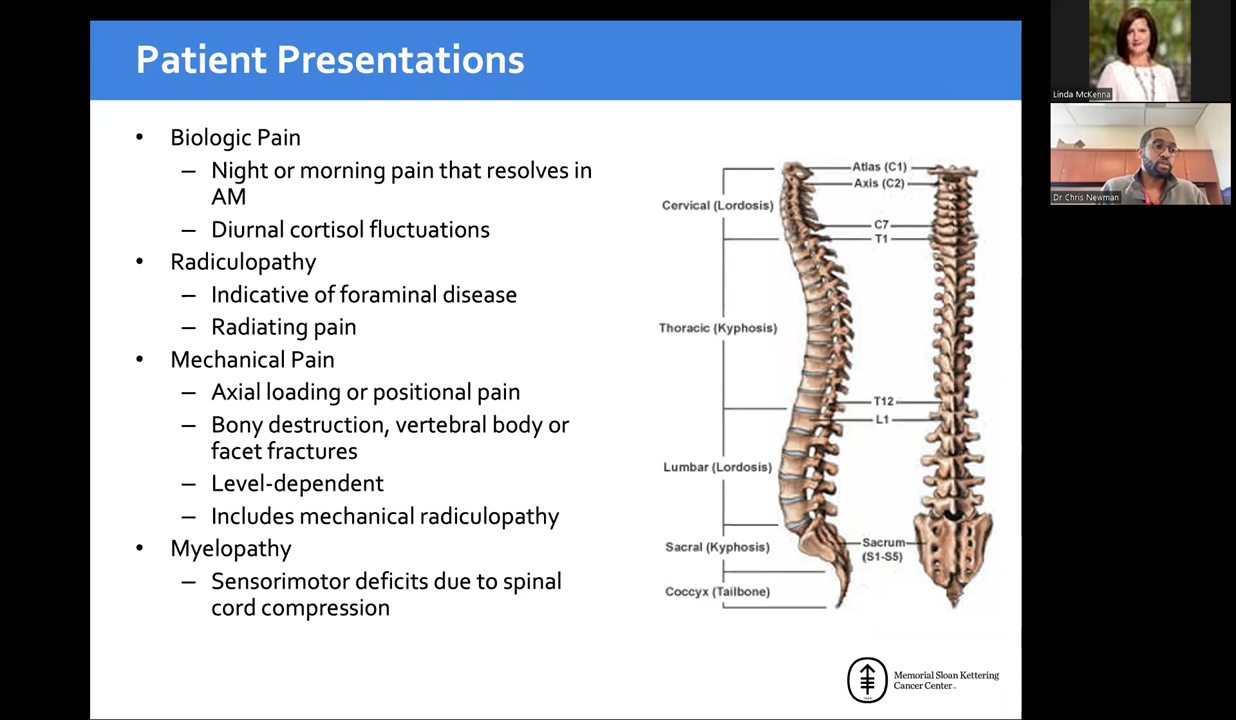 Patient Presentations
• Biologic Pain
– Night or morning pain that resolves in
AM
– Diurnal cortisol fluctuations
• Radiculopathy
– Indicative of foraminal disease
– Radiating pain
• Mechanical Pain
– Axial loading or positional pain
– Bony destruction, vertebral body or
facet fractures
– Level-dependent
– Includes mechanical radiculopathy
• Myelopathy
– Sensorimotor deficits due to spinal
cord compression
Atlas (C1)
Axis (C2)
Cervical (Lordosis)
C7
T1
Thoracic (Kyphosis)
T12
L1
Lumbar (Lordosis)
Sacral (Kyphosis)
Sacrum
(S1-S5)
Coccyx (Tailbone)
Memorial Sloan Kettering
Cancer Center
Linda McKenna
Dr Chris Newman